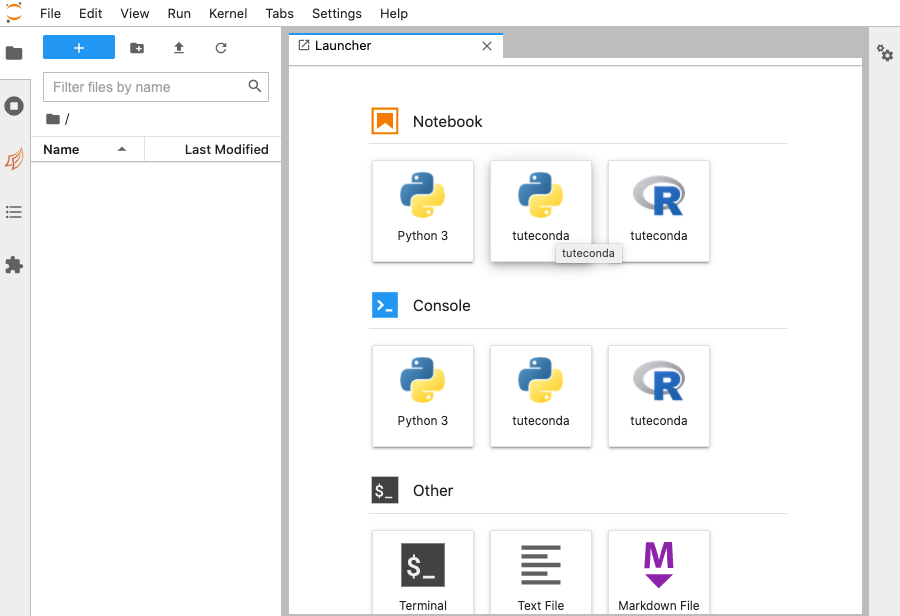 File Edit View Run Kernel Tabs Settings Help
+
Filter files by name
/
Name Last Modified
Launcher
Notebook
Python 3 tuteconda tuteconda
tuteconda
Console
Python 3 tuteconda tuteconda
$_ Other
$_ M
Terminal Text File Markdown File